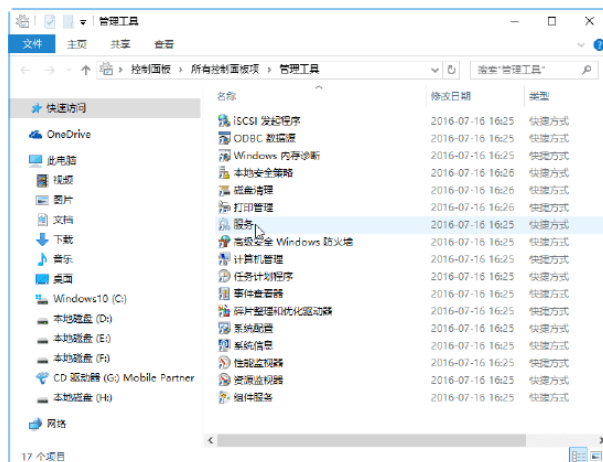 管理工具
文件 主页 共享 查看
控制面板 › 所有控制面板项 › 管理工具 搜索"管理工具"
名称 修改日期 类型
快速访问
OneDrive
此电脑
视频
图片
文档
下载
音乐
桌面
Windows10 (C:)
本地磁盘 (D:)
本地磁盘 (E:)
本地磁盘 (F:)
CD 驱动器 (G:) Mobile Partner
本地磁盘 (H:)
网络
iSCSI 发起程序 2016-07-16 16:25 快捷方式
ODBC 数据源 2016-07-16 16:25 快捷方式
Windows 内存诊断 2016-07-16 16:25 快捷方式
本地安全策略 2016-07-16 16:26 快捷方式
磁盘清理 2016-07-16 16:26 快捷方式
打印管理 2016-07-16 16:26 快捷方式
服务 2016-07-16 16:25 快捷方式
高级安全 Windows 防火墙 2016-07-16 16:25 快捷方式
计算机管理 2016-07-16 16:25 快捷方式
任务计划程序 2016-07-16 16:25 快捷方式
事件查看器 2016-07-16 16:25 快捷方式
碎片整理和优化驱动器 2016-07-16 16:25 快捷方式
系统配置 2016-07-16 16:25 快捷方式
系统信息 2016-07-16 16:25 快捷方式
性能监视器 2016-07-16 16:25 快捷方式
资源监视器 2016-07-16 16:25 快捷方式
组件服务 2016-07-16 16:25 快捷方式
17 个项目